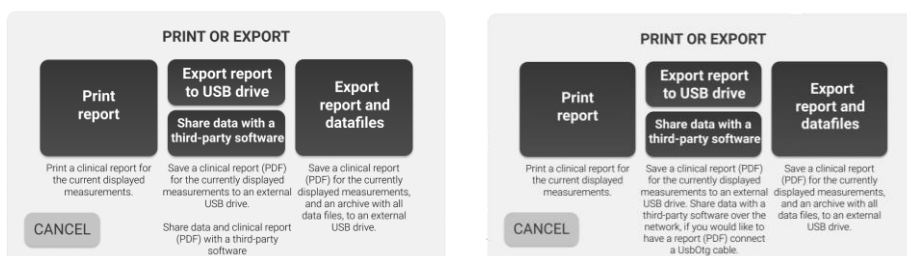 PRINT OR EXPORT
Print
report
Export report
to USB drive
Share data with a
third-party software
Export
report and
datafiles
Print a clinical report for
the current displayed
measurements.
Save a clinical report (PDF)
for the currently displayed
measurements to an external
USB drive.
Share data and clinical report
(PDF) with a third-party
software
Save a clinical report
(PDF) for the currently
displayed measurements,
and an archive with all
data files, to an external
USB drive.
CANCEL
PRINT OR EXPORT
Print
report
Export report
to USB drive
Share data with a
third-party software
Export
report and
datafiles
Print a clinical report for
the current displayed
measurements.
Save a clinical report (PDF)
for the currently displayed
measurements to an external
USB drive. Share data with a
third-party software over the
network, if you would like to
have a report (PDF) connect
a UsbOtg cable.
Save a clinical report
(PDF) for the currently
displayed measurements,
and an archive with all
data files, to an external
USB drive.
CANCEL